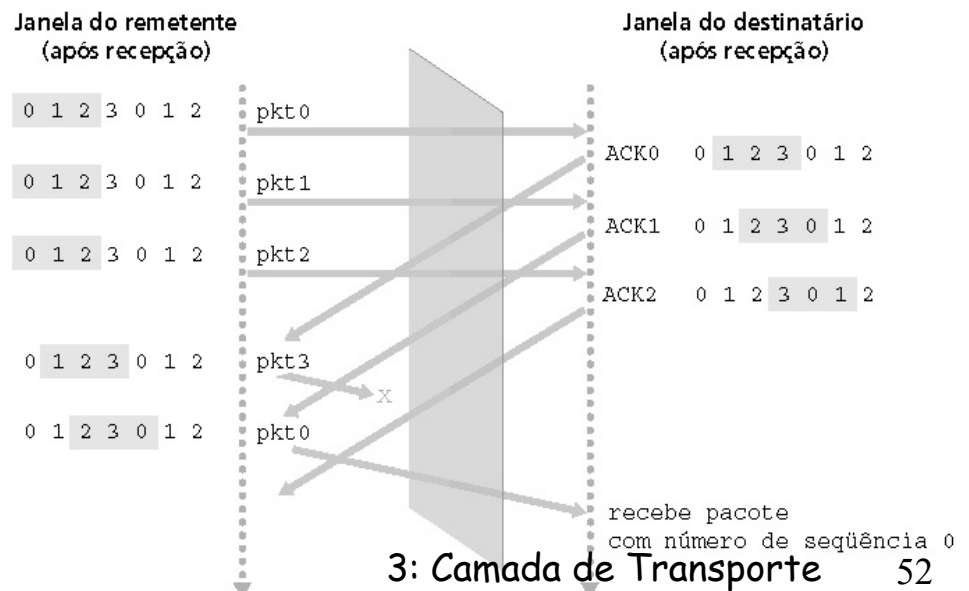 Janela do remetente
(após recepção)
Janela do destinatário
(após recepção)
0 1 2 3 0 1 2
pkt0
ACK0 0 1 2 3 0 1 2
0 1 2 3 0 1 2
pkt1
ACK1 0 1 2 3 0 1 2
0 1 2 3 0 1 2
pkt2
ACK2 0 1 2 3 0 1 2
0 1 2 3 0 1 2
pkt3
X
0 1 2 3 0 1 2
pkt0
recebe pacote
com número de seqüência 0
3: Camada de Transporte
52